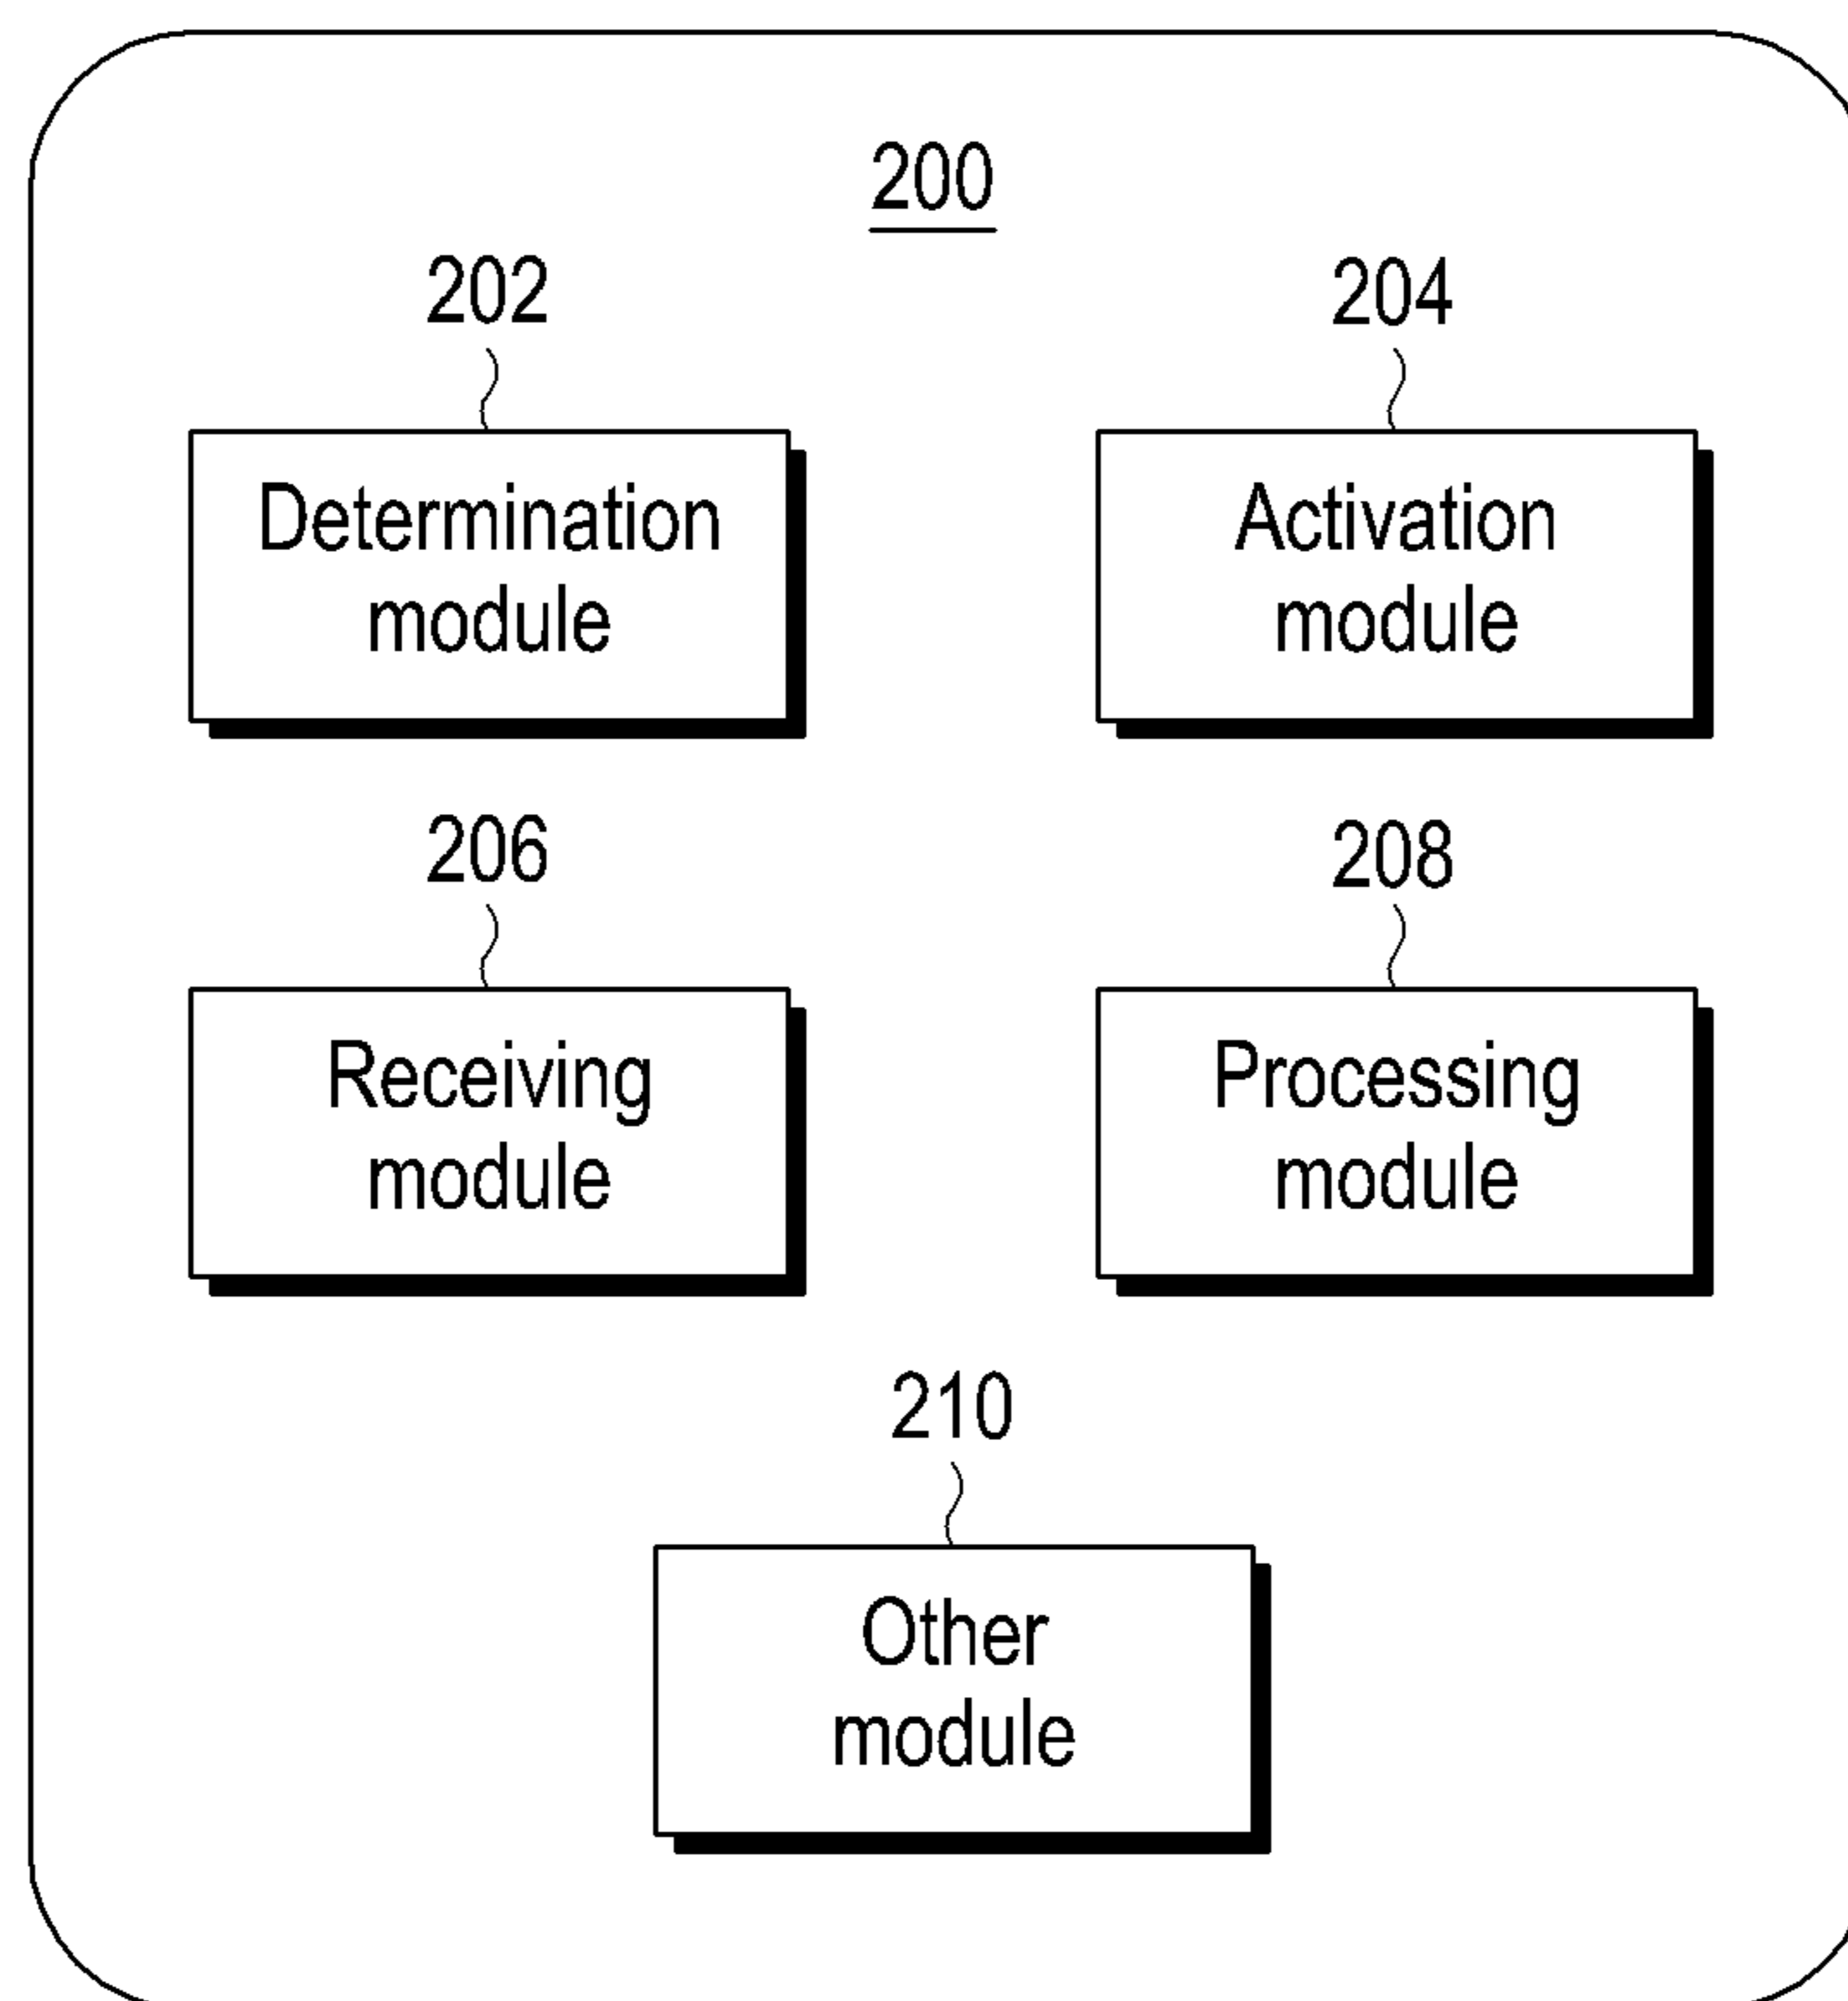 200
202
204
Determination
module
Activation
module
206
208
Receiving
module
Processing
module
210
Other
module